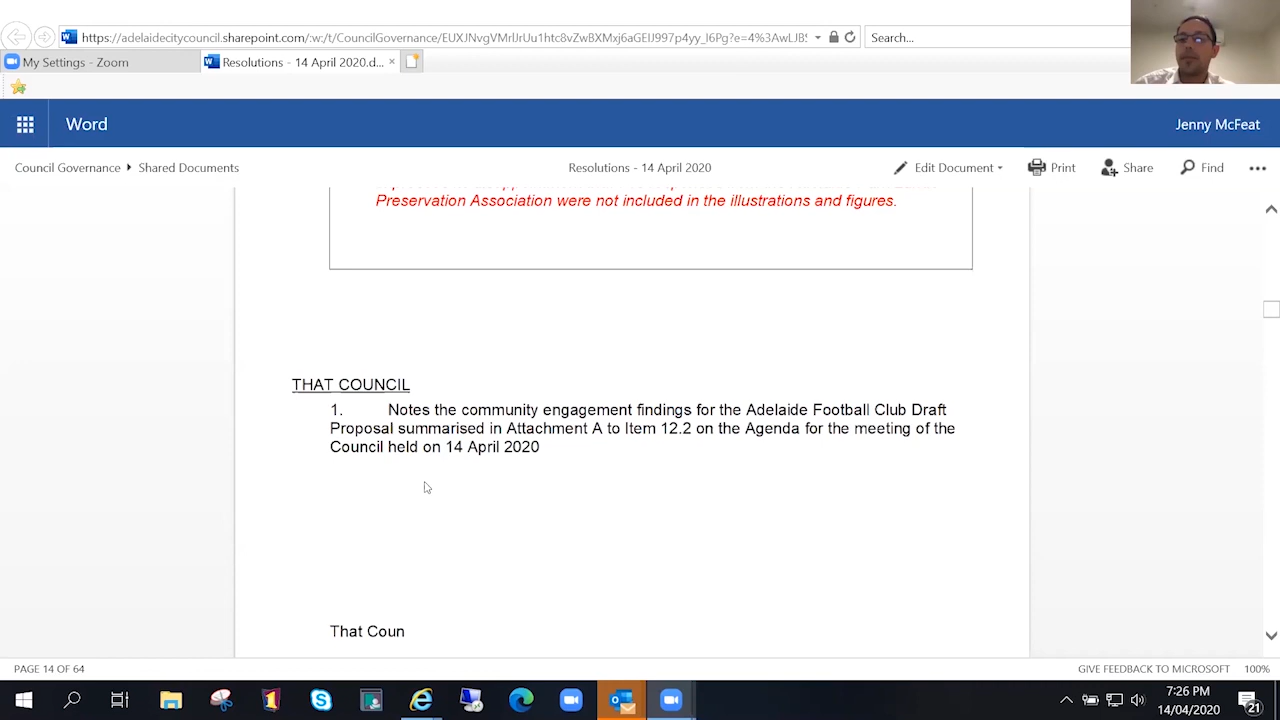 https://adelaidecitycouncil.sharepoint.com/:w:/t/CouncilGovernance/
Search...
My Settings - Zoom
Resolutions - 14 April 2020.d...
Word
Jenny McFeat
Council Governance
Shared Documents
Resolutions - 14 April 2020
Edit Document
Print
Share
Find
Preservation Association were not included in the illustrations and figures.
THAT COUNCIL
1. Notes the community engagement findings for the Adelaide Football Club Draft
Proposal summarised in Attachment A to Item 12.2 on the Agenda for the meeting of the
Council held on 14 April 2020
That Coun
PAGE 14 OF 64
GIVE FEEDBACK TO MICROSOFT
100%
7:26 PM
14/04/2020
21